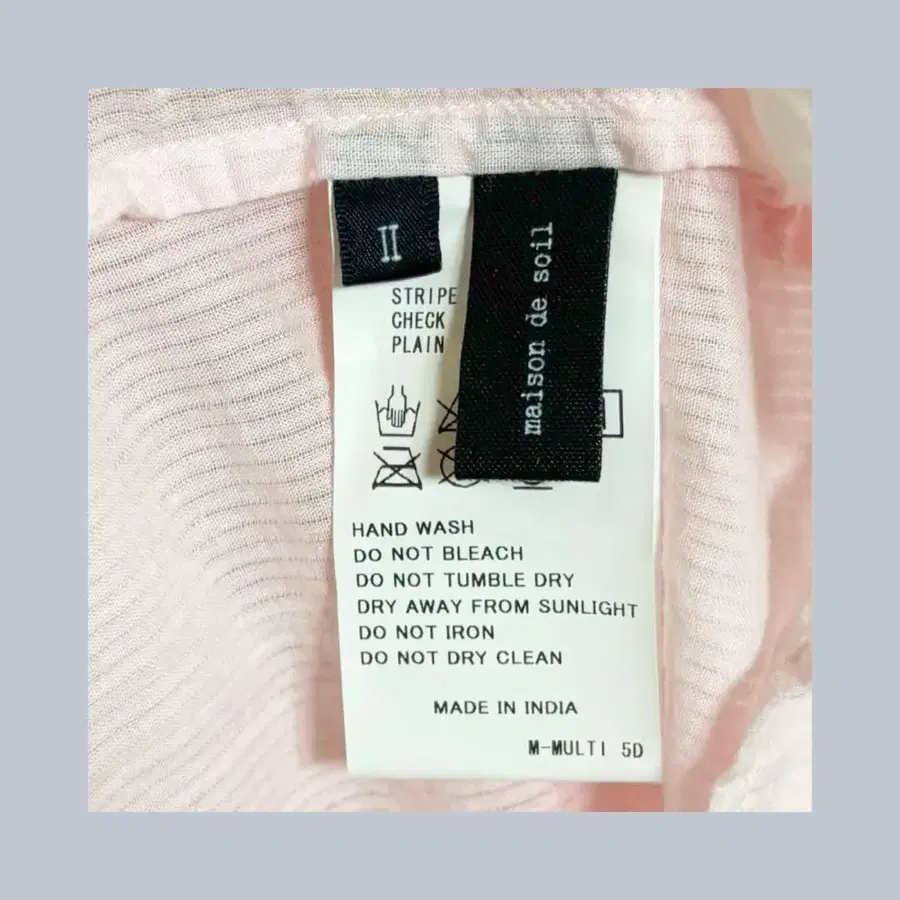 II
maison de soil
STRIPE
CHECK
PLAIN
HAND WASH
DO NOT BLEACH
DO NOT TUMBLE DRY
DRY AWAY FROM SUNLIGHT
DO NOT IRON
DO NOT DRY CLEAN
MADE IN INDIA
M-MULTI 5D